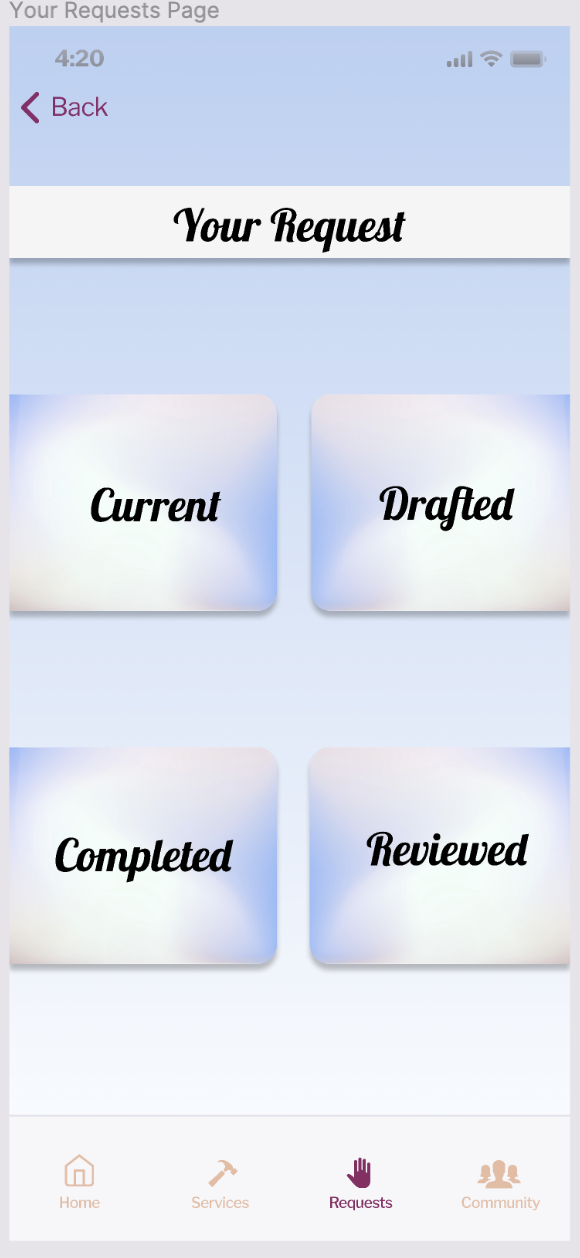 Your Requests Page
4:20
Back
Your Request
Current Drafted
Completed Reviewed
Home Services Requests Community